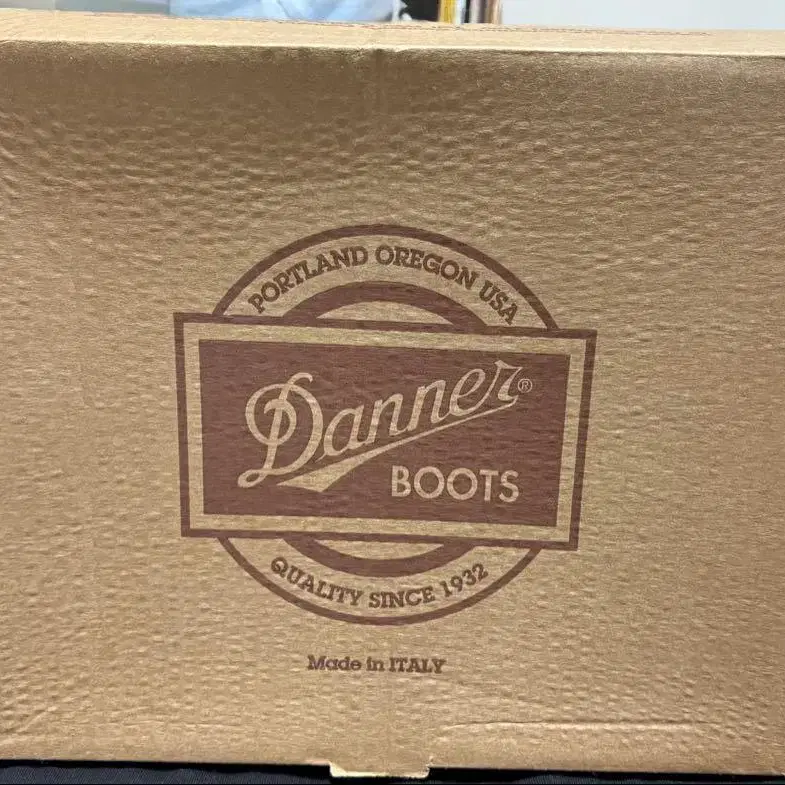 PORTLAND OREGON USA
Danner®
BOOTS
QUALITY SINCE 1932
Made in ITALY